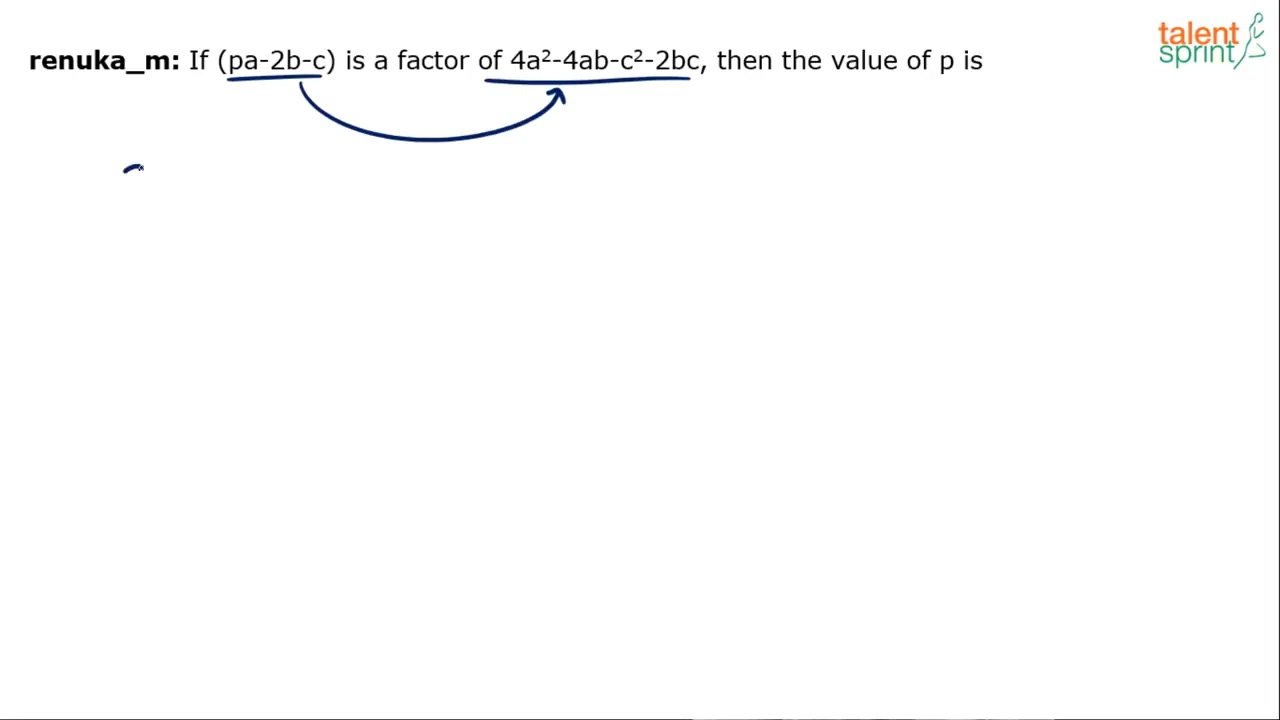 talent
sprint
renuka_m: If (pa-2b-c) is a factor of 4a²-4ab-c²-2bc, then the value of p is